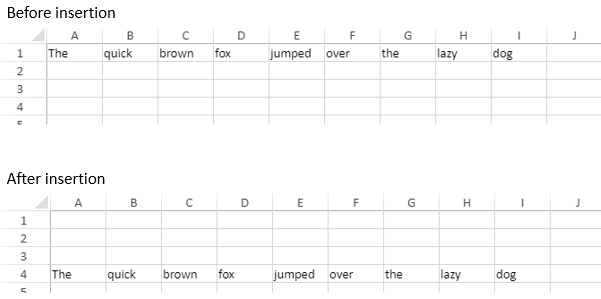 Before insertion
A B C D E F G H I J
1 The quick brown fox jumped over the lazy dog
2
3
4
After insertion
A B C D E F G H I J
1
2
3
4 The quick brown fox jumped over the lazy dog